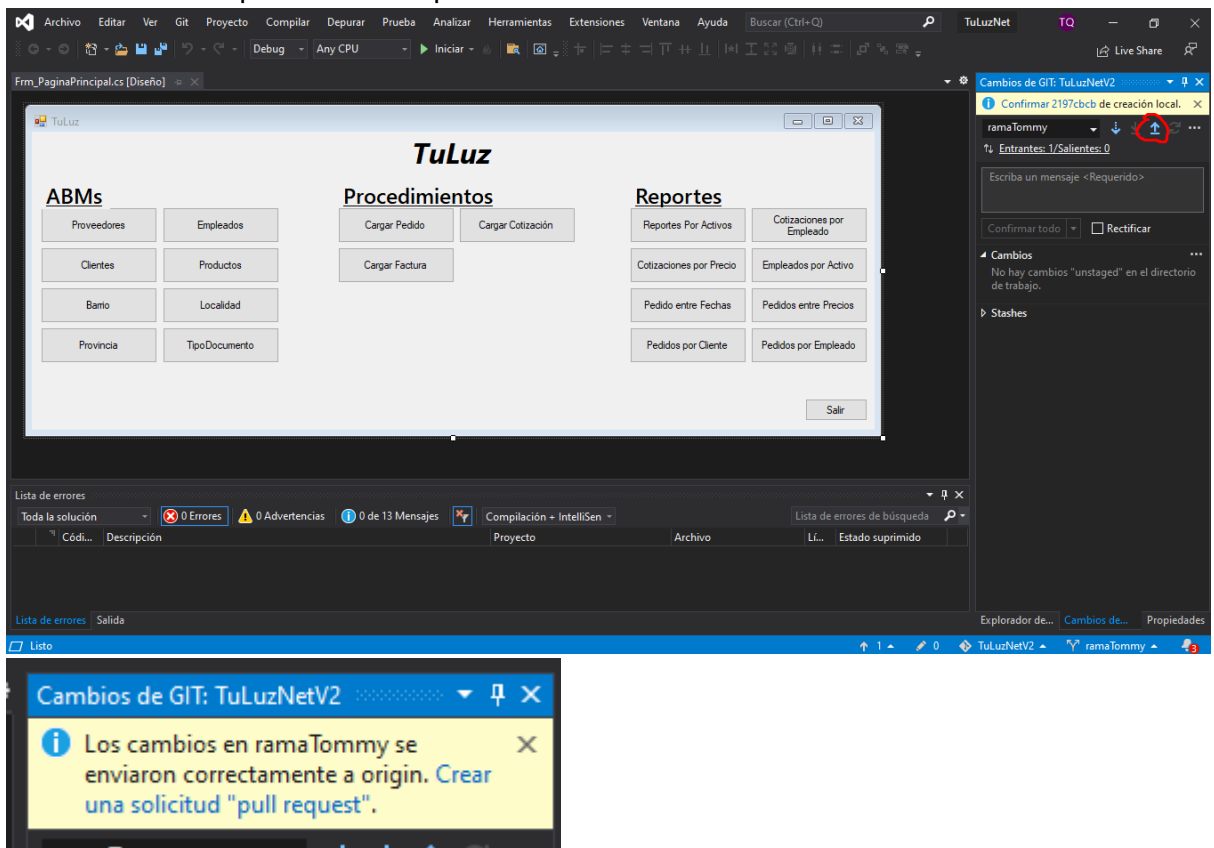 Archivo Editar Ver Git Proyecto Compilar Depurar Prueba Analizar Herramientas Extensiones Ventana Ayuda Buscar (Ctrl+Q) TuLuzNet TQ
Debug Any CPU Iniciar Live Share
Frm_PaginaPrincipal.cs [Diseño]
TuLuz
TuLuz
ABMs Procedimientos Reportes
Proveedores Empleados Cargar Pedido Cargar Cotización Reportes Por Activos Cotizaciones por Empleado
Clientes Productos Cargar Factura Cotizaciones por Precio Empleados por Activo
Barrio Localidad Pedido entre Fechas Pedidos entre Precios
Provincia TipoDocumento Pedidos por Cliente Pedidos por Empleado
Salir
Cambios de GIT: TuLuzNetV2
Confirmar 2197cbcb de creación local.
ramaTommy
Entrantes: 1/Salientes: 0
Escriba un mensaje <Requerido>
Confirmar todo Rectificar
Cambios
No hay cambios "unstaged" en el directorio
de trabajo.
Stashes
Lista de errores
Toda la solución 0 Errores 0 Advertencias 0 de 13 Mensajes Compilación + IntelliSen Lista de errores de búsqueda
Códi... Descripción Proyecto Archivo Lí... Estado suprimido
Lista de errores Salida Explorador de... Cambios de... Propiedades
Listo 1 0 TuLuzNetV2 ramaTommy 3
Cambios de GIT: TuLuzNetV2
Los cambios en ramaTommy se
enviaron correctamente a origin. Crear
una solicitud "pull request".